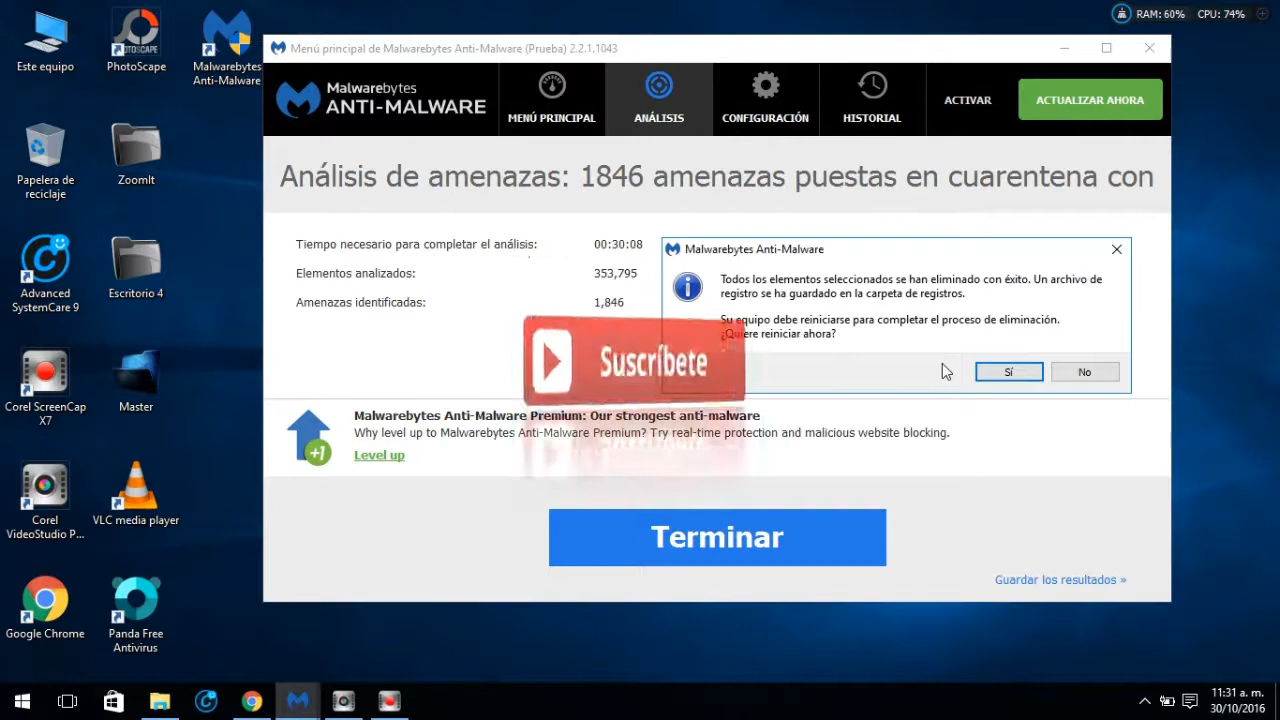 RAM: 60% CPU: 74%
Este equipo
PhotoScape
Malwarebytes
Anti-Malware
Papelera de
reciclaje
ZoomIt
Advanced
SystemCare 9
Escritorio 4
Corel ScreenCap
X7
Master
Corel
VideoStudio P...
VLC media player
Google Chrome
Panda Free
Antivirus
Menú principal de Malwarebytes Anti-Malware (Prueba) 2.2.1.1043
Malwarebytes
ANTI-MALWARE
MENÚ PRINCIPAL
ANÁLISIS
CONFIGURACIÓN
HISTORIAL
ACTIVAR
ACTUALIZAR AHORA
Análisis de amenazas: 1846 amenazas puestas en cuarentena con
Tiempo necesario para completar el análisis: 00:30:08
Elementos analizados: 353,795
Amenazas identificadas: 1,846
Malwarebytes Anti-Malware
Todos los elementos seleccionados se han eliminado con éxito. Un archivo de
registro se ha guardado en la carpeta de registros.
Su equipo debe reiniciarse para completar el proceso de eliminación.
¿Quiere reiniciar ahora?
Sí
No
Suscríbete
Malwarebytes Anti-Malware Premium: Our strongest anti-malware
Why level up to Malwarebytes Anti-Malware Premium? Try real-time protection and malicious website blocking.
+1
Level up
Terminar
Guardar los resultados »
11:31 a. m.
30/10/2016